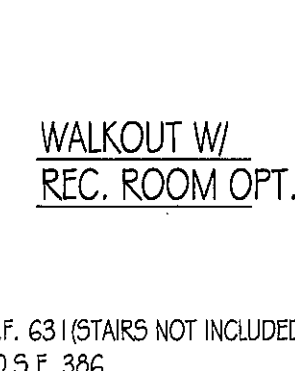 WALKOUT W/
REC. ROOM OPT.
.F. 631(STAIRS NOT INCLUDED
D S.F. 386